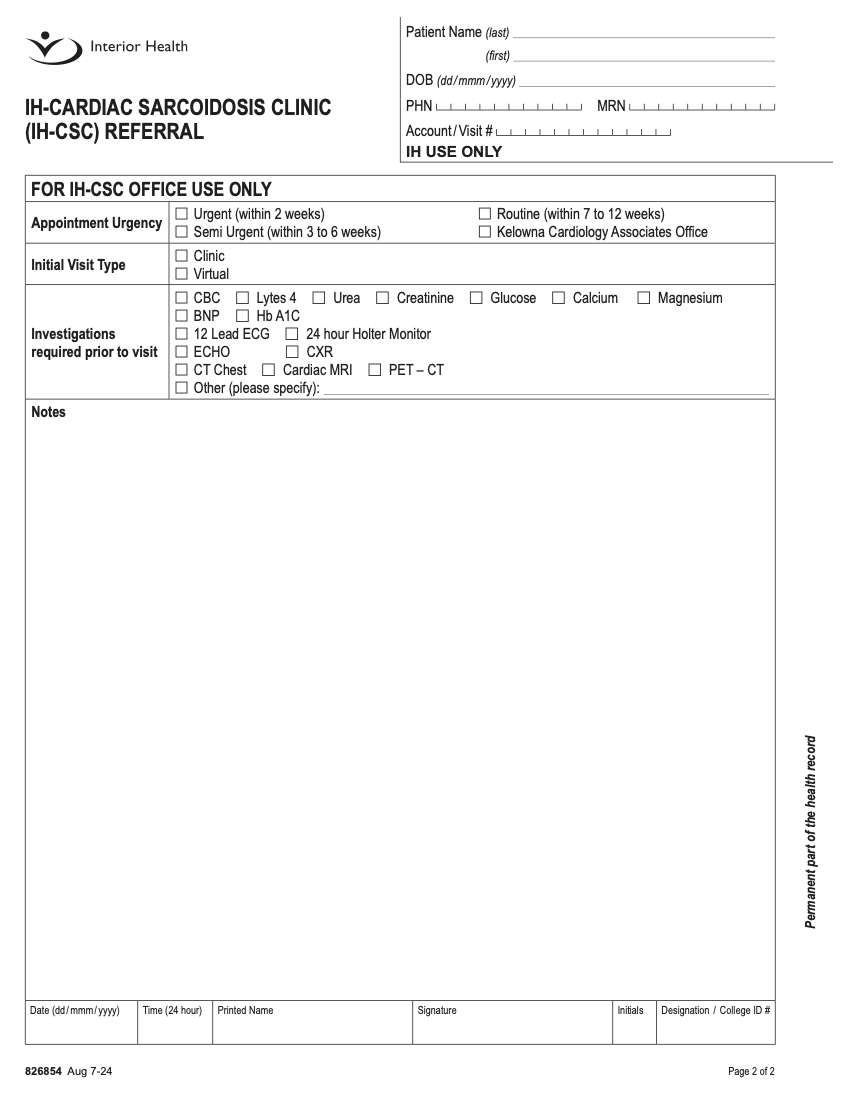 Interior Health
IH-CARDIAC SARCOIDOSIS CLINIC
(IH-CSC) REFERRAL
Patient Name (last)
(first)
DOB (dd/mmm/yyyy)
PHN MRN
Account/Visit #
IH USE ONLY
FOR IH-CSC OFFICE USE ONLY
Appointment Urgency
☐ Urgent (within 2 weeks) ☐ Routine (within 7 to 12 weeks)
☐ Semi Urgent (within 3 to 6 weeks) ☐ Kelowna Cardiology Associates Office
Initial Visit Type
☐ Clinic
☐ Virtual
Investigations
required prior to visit
☐ CBC ☐ Lytes 4 ☐ Urea ☐ Creatinine ☐ Glucose ☐ Calcium ☐ Magnesium
☐ BNP ☐ Hb A1C
☐ 12 Lead ECG ☐ 24 hour Holter Monitor
☐ ECHO ☐ CXR
☐ CT Chest ☐ Cardiac MRI ☐ PET – CT
☐ Other (please specify):
Notes
Permanent part of the health record
Date (dd/mmm/yyyy) Time (24 hour) Printed Name Signature Initials Designation / College ID #
826854 Aug 7-24 Page 2 of 2